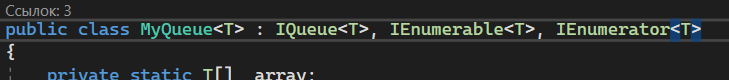 Ссылок: 3
public class MyQueue<T> : IQueue<T>, IEnumerable<T>, IEnumerator<T>
{
private static T[] array;